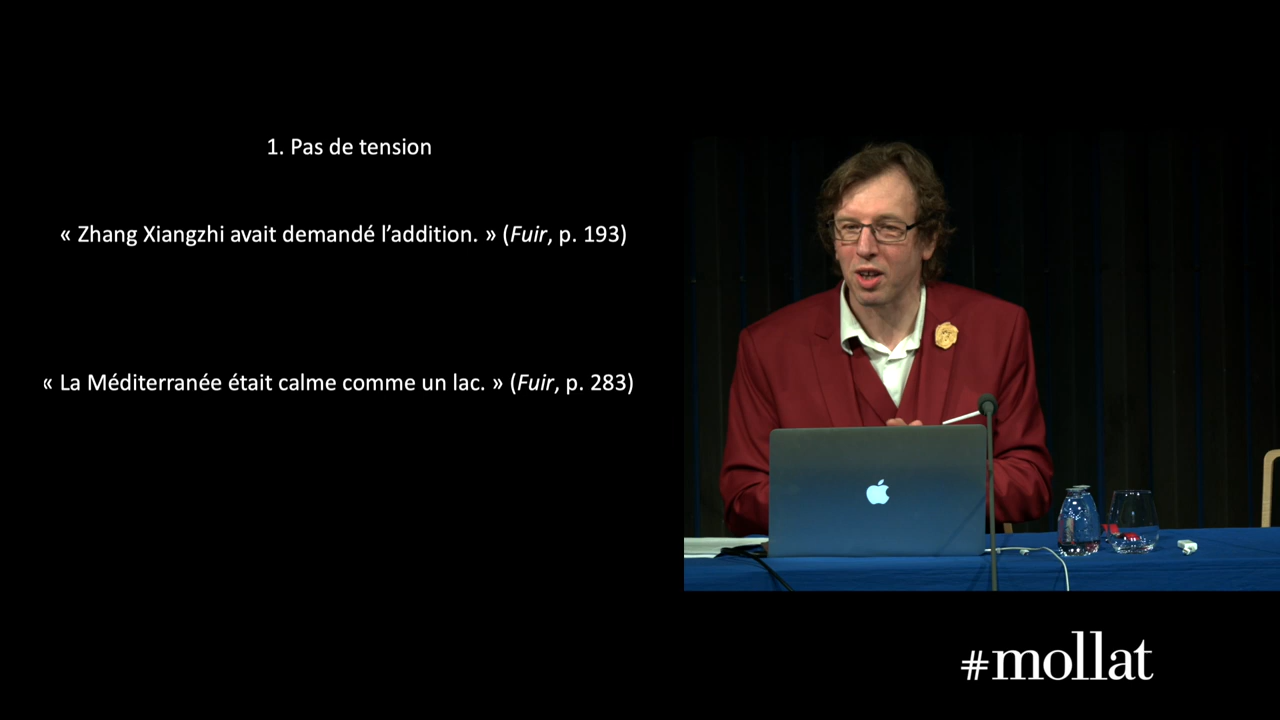 1. Pas de tension
« Zhang Xiangzhi avait demandé l’addition. » (Fuir, p. 193)
« La Méditerranée était calme comme un lac. » (Fuir, p. 283)
#mollat